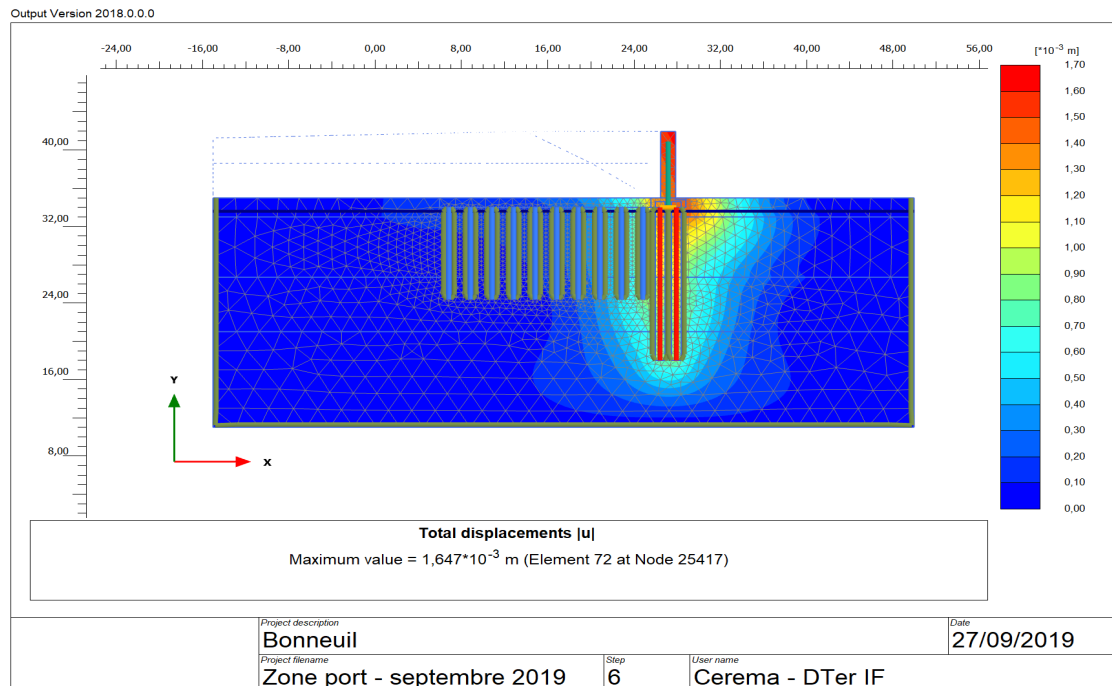 Output Version 2018.0.0.0
-24,00 -16,00 -8,00 0,00 8,00 16,00 24,00 32,00 40,00 48,00 56,00
[*10⁻³ m]
1,70
1,60
1,50
1,40
1,30
1,20
1,10
1,00
0,90
0,80
0,70
0,60
0,50
0,40
0,30
0,20
0,10
0,00
40,00
32,00
24,00
16,00
8,00
Y
X
Total displacements |u|
Maximum value = 1,647*10⁻³ m (Element 72 at Node 25417)
Project description
Bonneuil
Date
27/09/2019
Project filename
Zone port - septembre 2019
Step
6
User name
Cerema - DTer IF